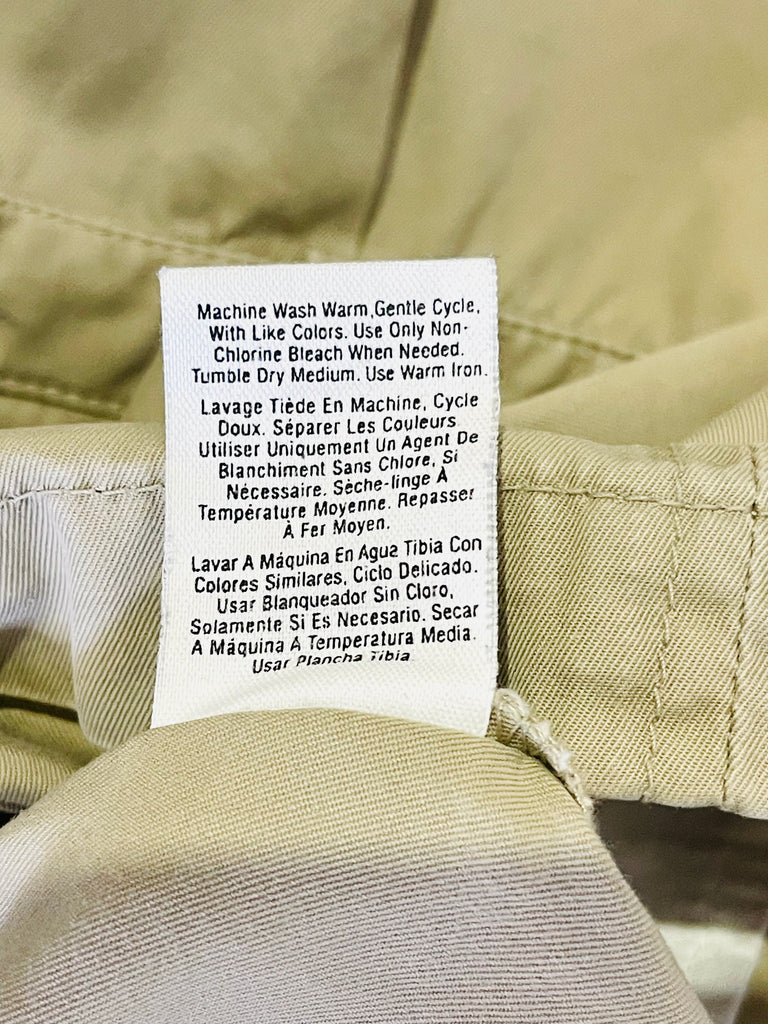 Machine Wash Warm,Gentle Cycle,
With Like Colors. Use Only Non-
Chlorine Bleach When Needed.
Tumble Dry Medium. Use Warm Iron.
Lavage Tiède En Machine, Cycle
Doux. Séparer Les Couleurs
Utiliser Uniquement Un Agent De
Blanchiment Sans Chlore, Si
Nécessaire. Sèche-linge À
Température Moyenne. Repasser
À Fer Moyen.
Lavar A Máquina En Agua Tibia Con
Colores Similares, Ciclo Delicado.
Usar Blanqueador Sin Cloro,
Solamente Si Es Necesario. Secar
A Máquina A Temperatura Media.
Usar Plancha Tibia